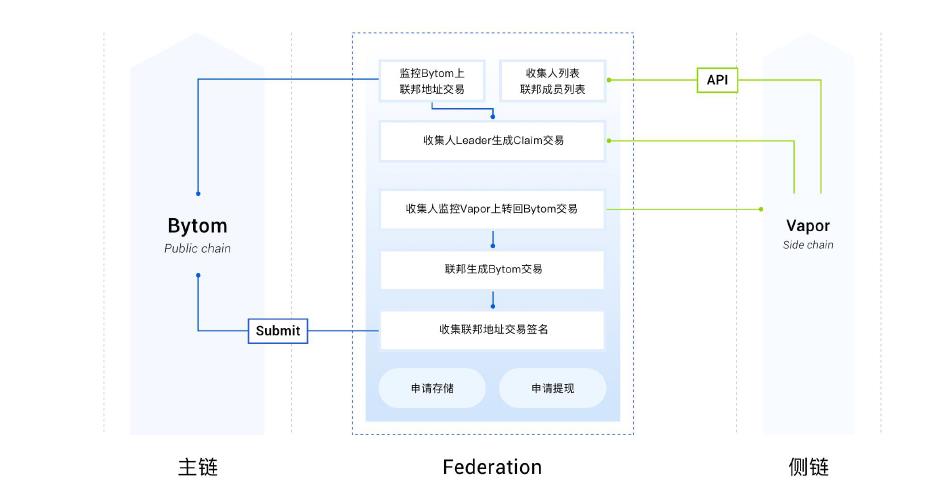 监控Bytom上
联邦地址交易
收集人列表
联邦成员列表
API
收集人Leader生成Claim交易
收集人监控Vapor上转回Bytom交易
Bytom
Public chain
Vapor
Side chain
联邦生成Bytom交易
Submit
收集联邦地址交易签名
申请存储
申请提现
主链
Federation
侧链